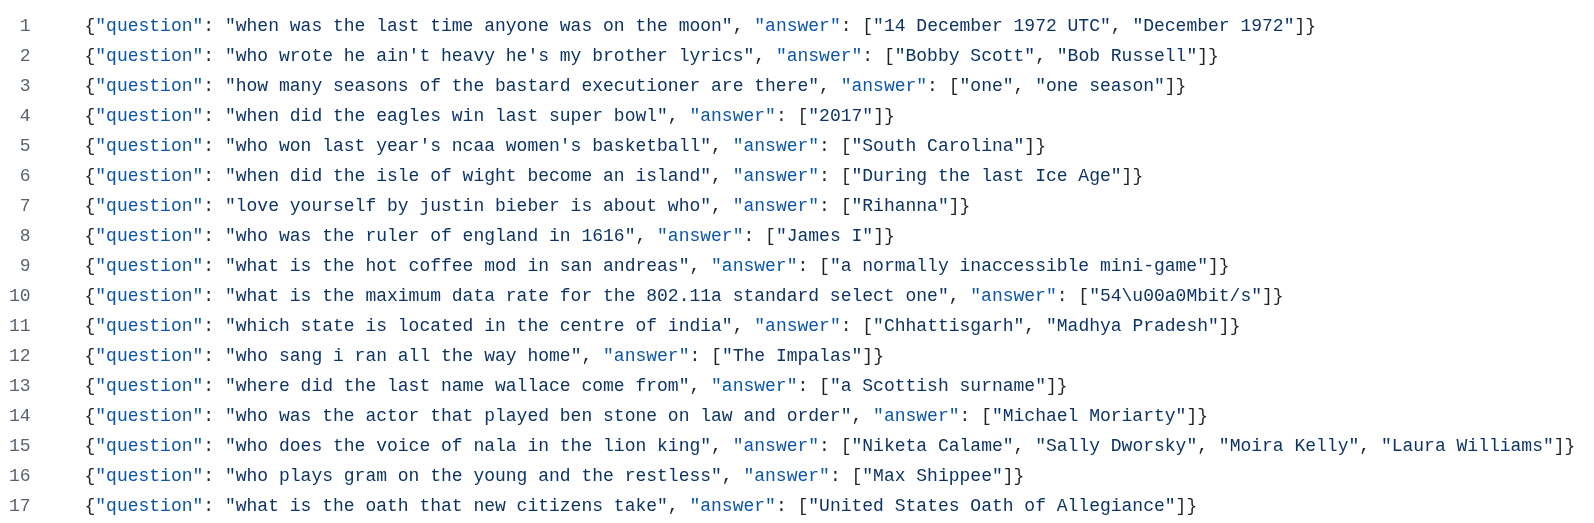 1 {"question": "when was the last time anyone was on the moon", "answer": ["14 December 1972 UTC", "December 1972"]}
2 {"question": "who wrote he ain't heavy he's my brother lyrics", "answer": ["Bobby Scott", "Bob Russell"]}
3 {"question": "how many seasons of the bastard executioner are there", "answer": ["one", "one season"]}
4 {"question": "when did the eagles win last super bowl", "answer": ["2017"]}
5 {"question": "who won last year's ncaa women's basketball", "answer": ["South Carolina"]}
6 {"question": "when did the isle of wight become an island", "answer": ["During the last Ice Age"]}
7 {"question": "love yourself by justin bieber is about who", "answer": ["Rihanna"]}
8 {"question": "who was the ruler of england in 1616", "answer": ["James I"]}
9 {"question": "what is the hot coffee mod in san andreas", "answer": ["a normally inaccessible mini-game"]}
10 {"question": "what is the maximum data rate for the 802.11a standard select one", "answer": ["54\u00a0Mbit/s"]}
11 {"question": "which state is located in the centre of india", "answer": ["Chhattisgarh", "Madhya Pradesh"]}
12 {"question": "who sang i ran all the way home", "answer": ["The Impalas"]}
13 {"question": "where did the last name wallace come from", "answer": ["a Scottish surname"]}
14 {"question": "who was the actor that played ben stone on law and order", "answer": ["Michael Moriarty"]}
15 {"question": "who does the voice of nala in the lion king", "answer": ["Niketa Calame", "Sally Dworsky", "Moira Kelly", "Laura Williams"]}
16 {"question": "who plays gram on the young and the restless", "answer": ["Max Shippee"]}
17 {"question": "what is the oath that new citizens take", "answer": ["United States Oath of Allegiance"]}